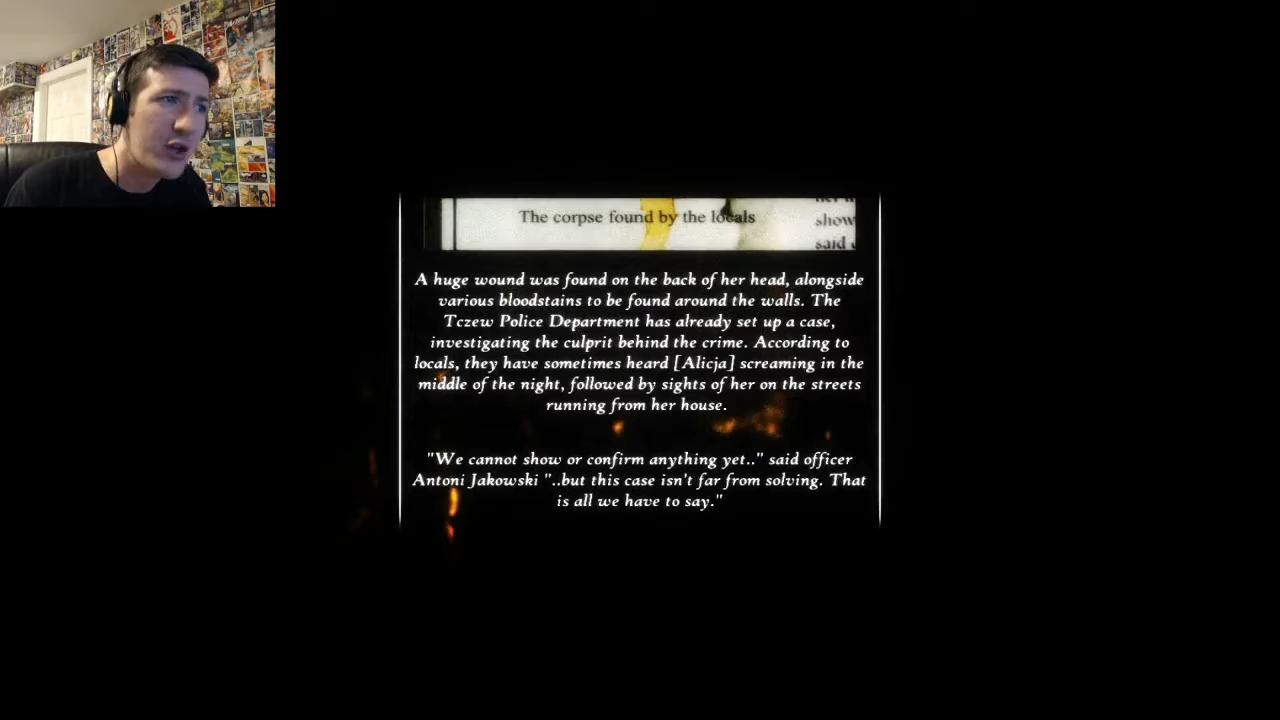 The corpse found by the locals
show
said
A huge wound was found on the back of her head, alongside
various bloodstains to be found around the walls. The
Tczew Police Department has already set up a case,
investigating the culprit behind the crime. According to
locals, they have sometimes heard [Alicja] screaming in the
middle of the night, followed by sights of her on the streets
running from her house.
"We cannot show or confirm anything yet.." said officer
Antoni Jakowski "..but this case isn't far from solving. That
is all we have to say."